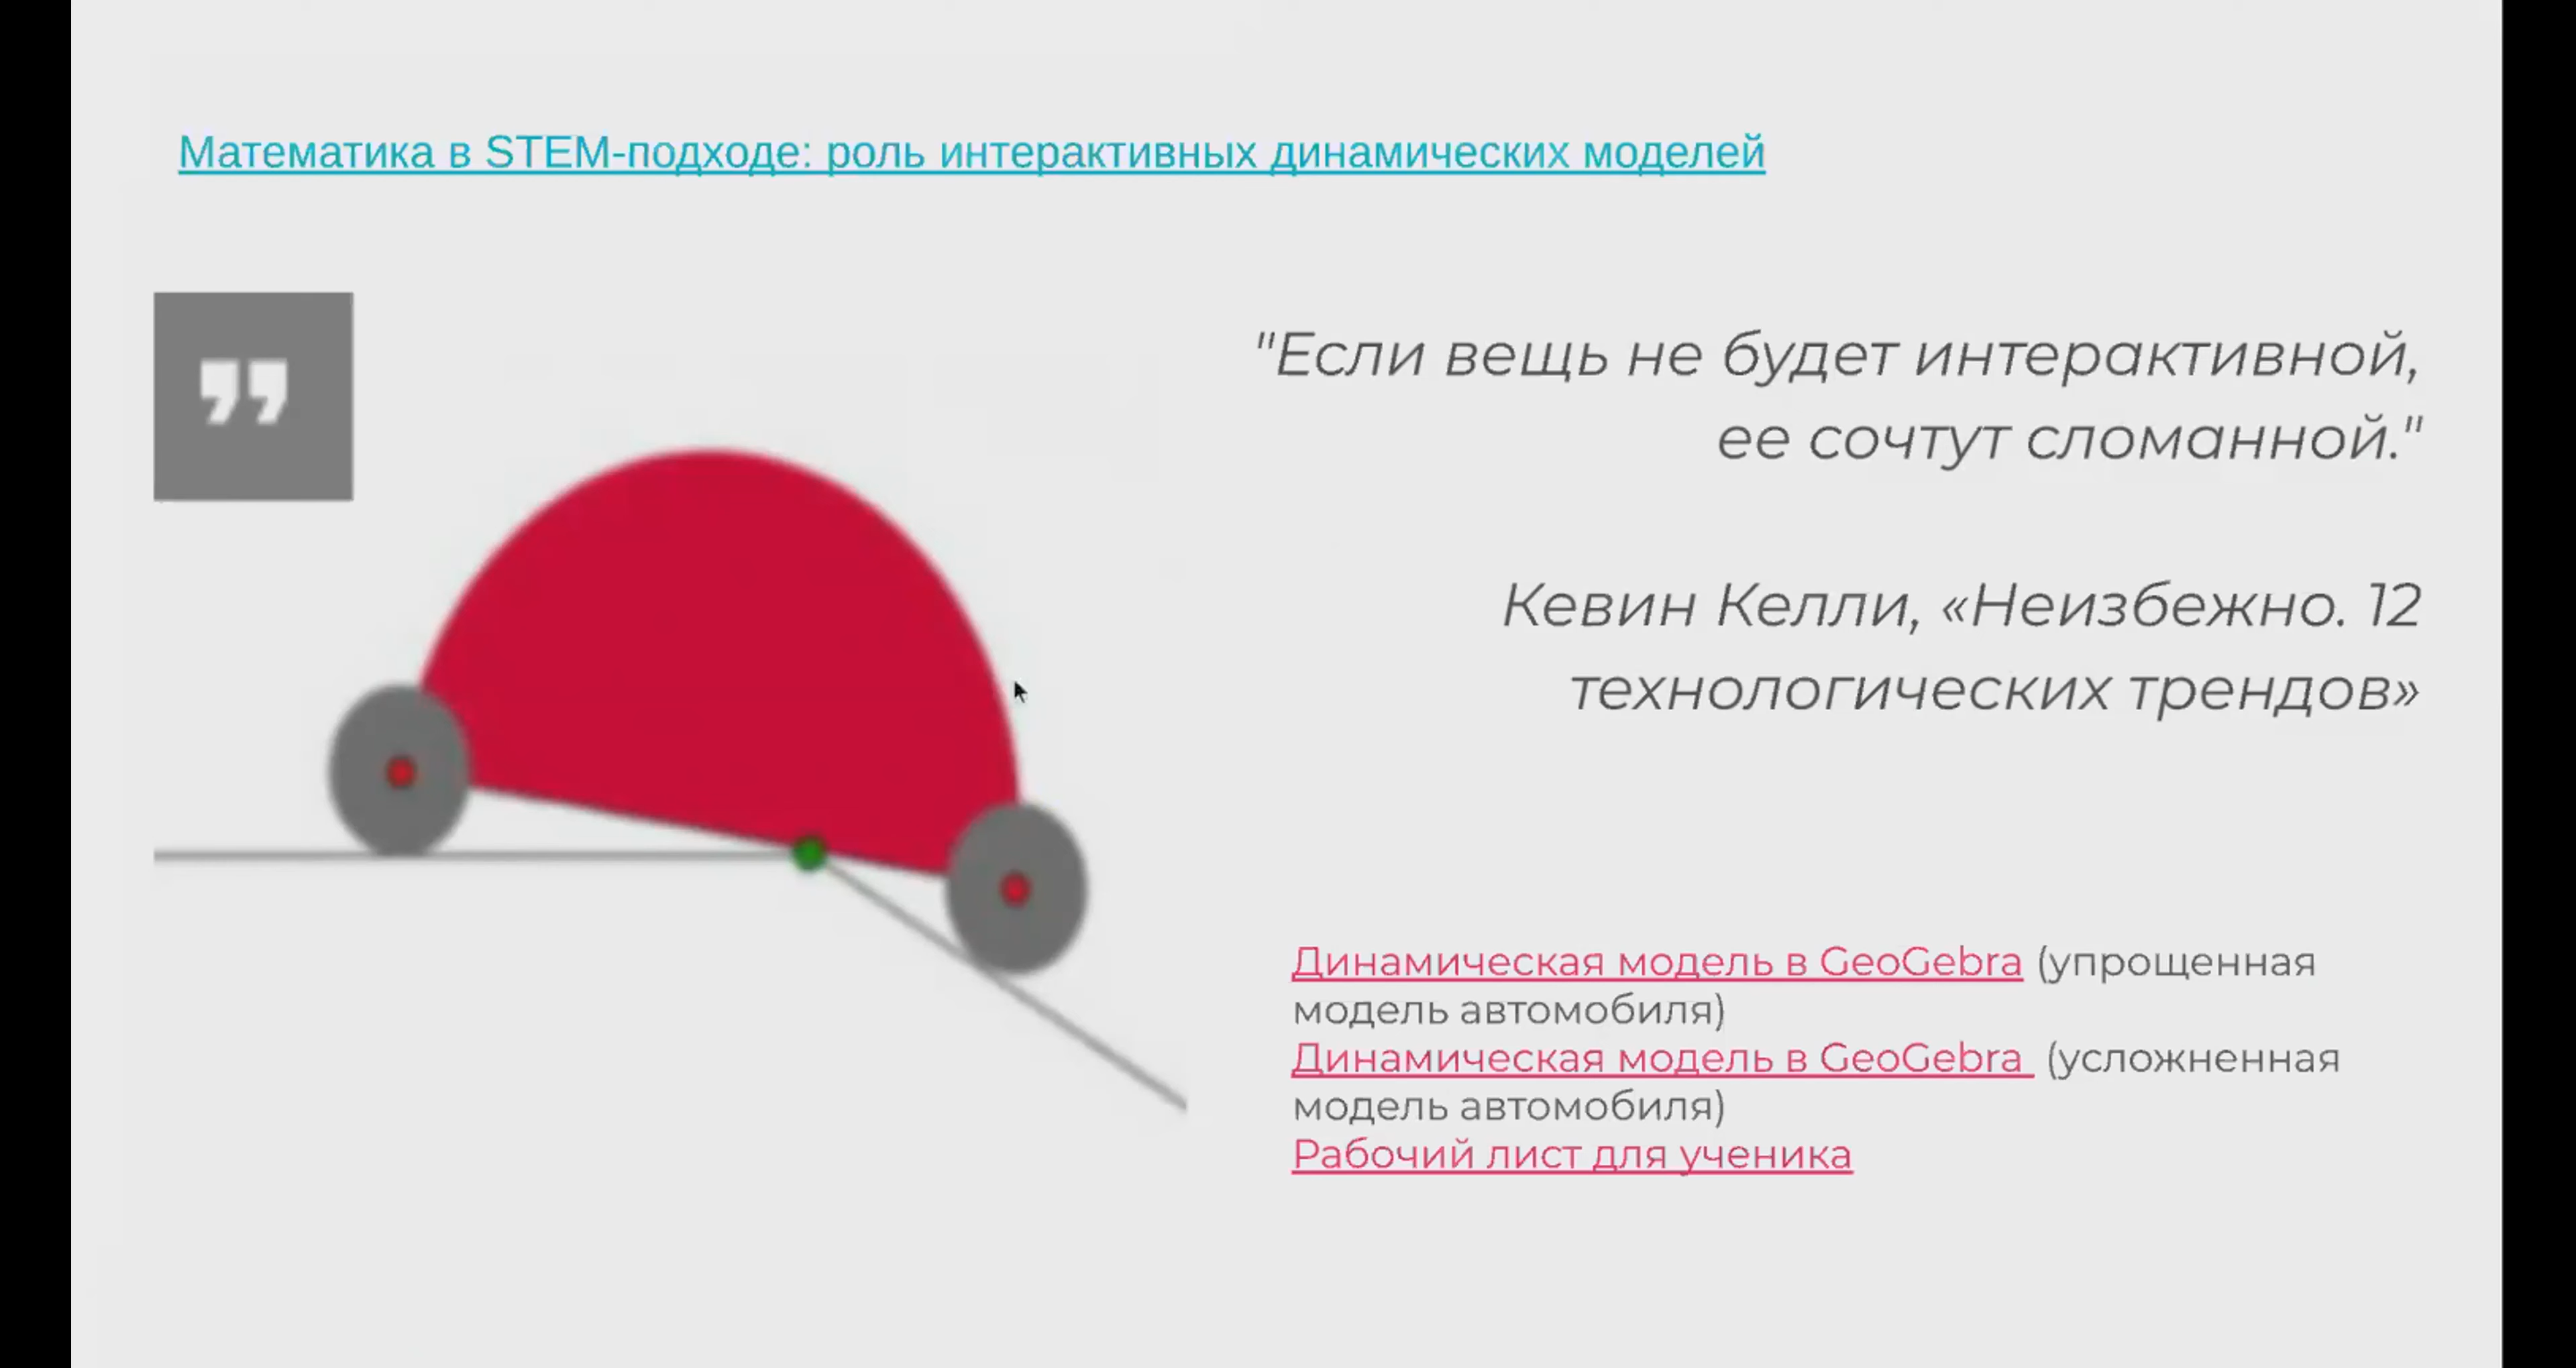 Математика в STEM-подходе: роль интерактивных динамических моделей
"Если вещь не будет интерактивной,
ее сочтут сломанной."
Кевин Келли, «Неизбежно. 12
технологических трендов»
Динамическая модель в GeoGebra (упрощенная
модель автомобиля)
Динамическая модель в GeoGebra (усложненная
модель автомобиля)
Рабочий лист для ученика